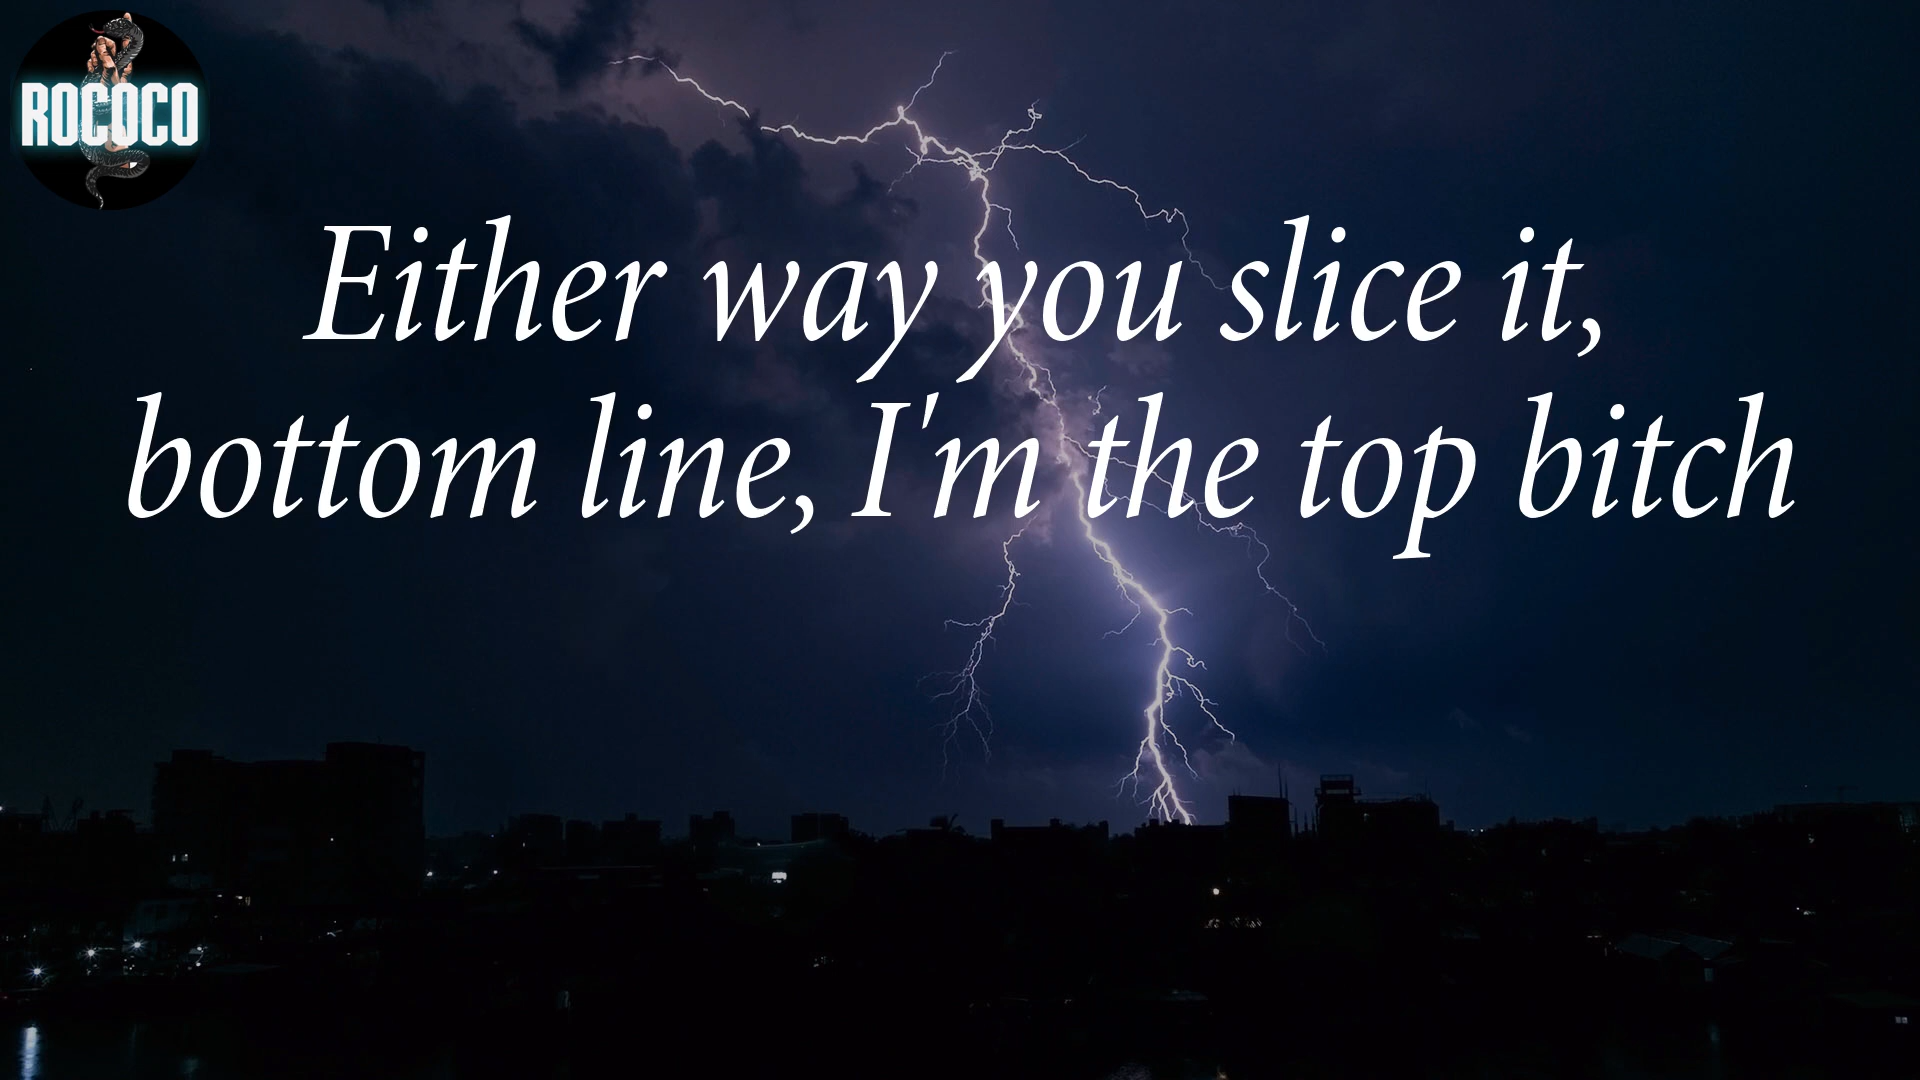 ROCOCO
Either way you slice it,
bottom line, I'm the top bitch